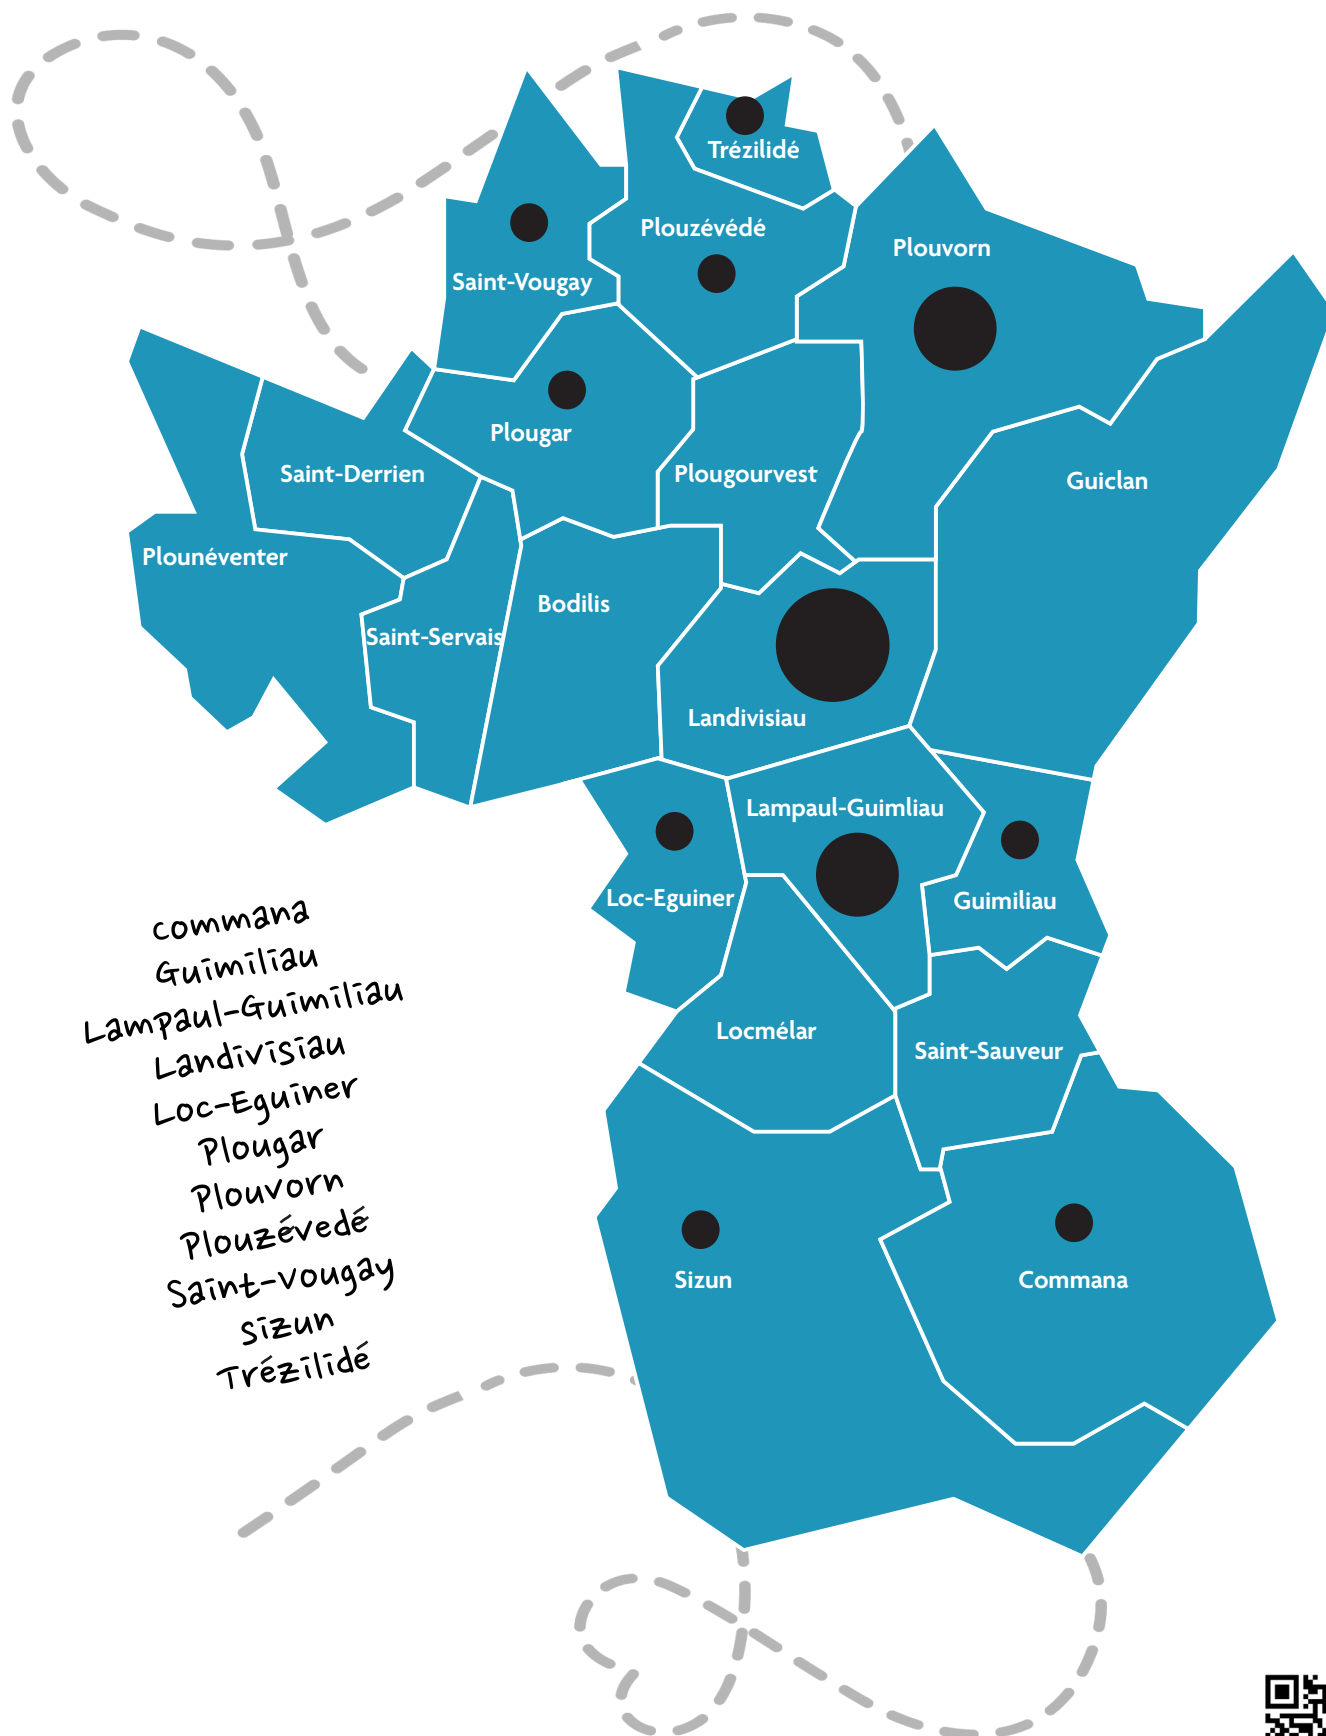 Trézilidé
Plouzévédé
Plouvorn
Saint-Vougay
Plougar
Saint-Derrien
Plougourvest
Guiclan
Plounéventer
Bodilis
Saint-Servais
Landivisiau
Lampaul-Guimliau
Loc-Eguiner
Guimiliau
Locmélar
Saint-Sauveur
Sizun
Commana
commana
Guimiliau
Lampaul-Guimiliau
Landivisiau
Loc-Eguiner
Plougar
Plouvorn
Plouzévedé
Saint-Vougay
Sizun
Trézilidé